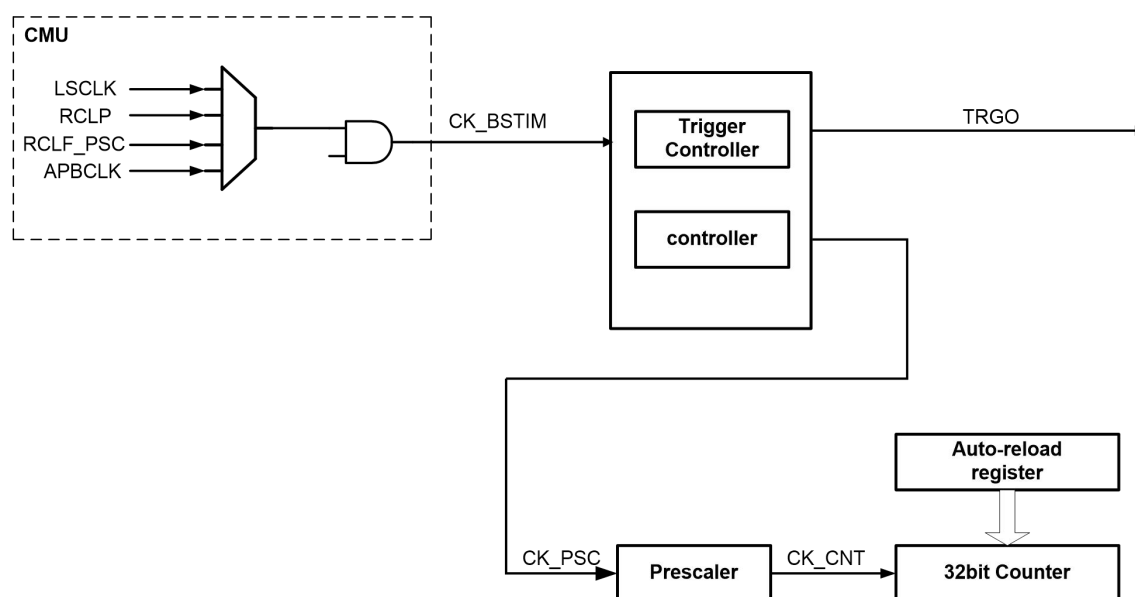 CMU
LSCLK
RCLP
RCLF_PSC
APBCLK
CK_BSTIM
Trigger
Controller
controller
TRGO
Auto-reload
register
CK_PSC
Prescaler
CK_CNT
32bit Counter